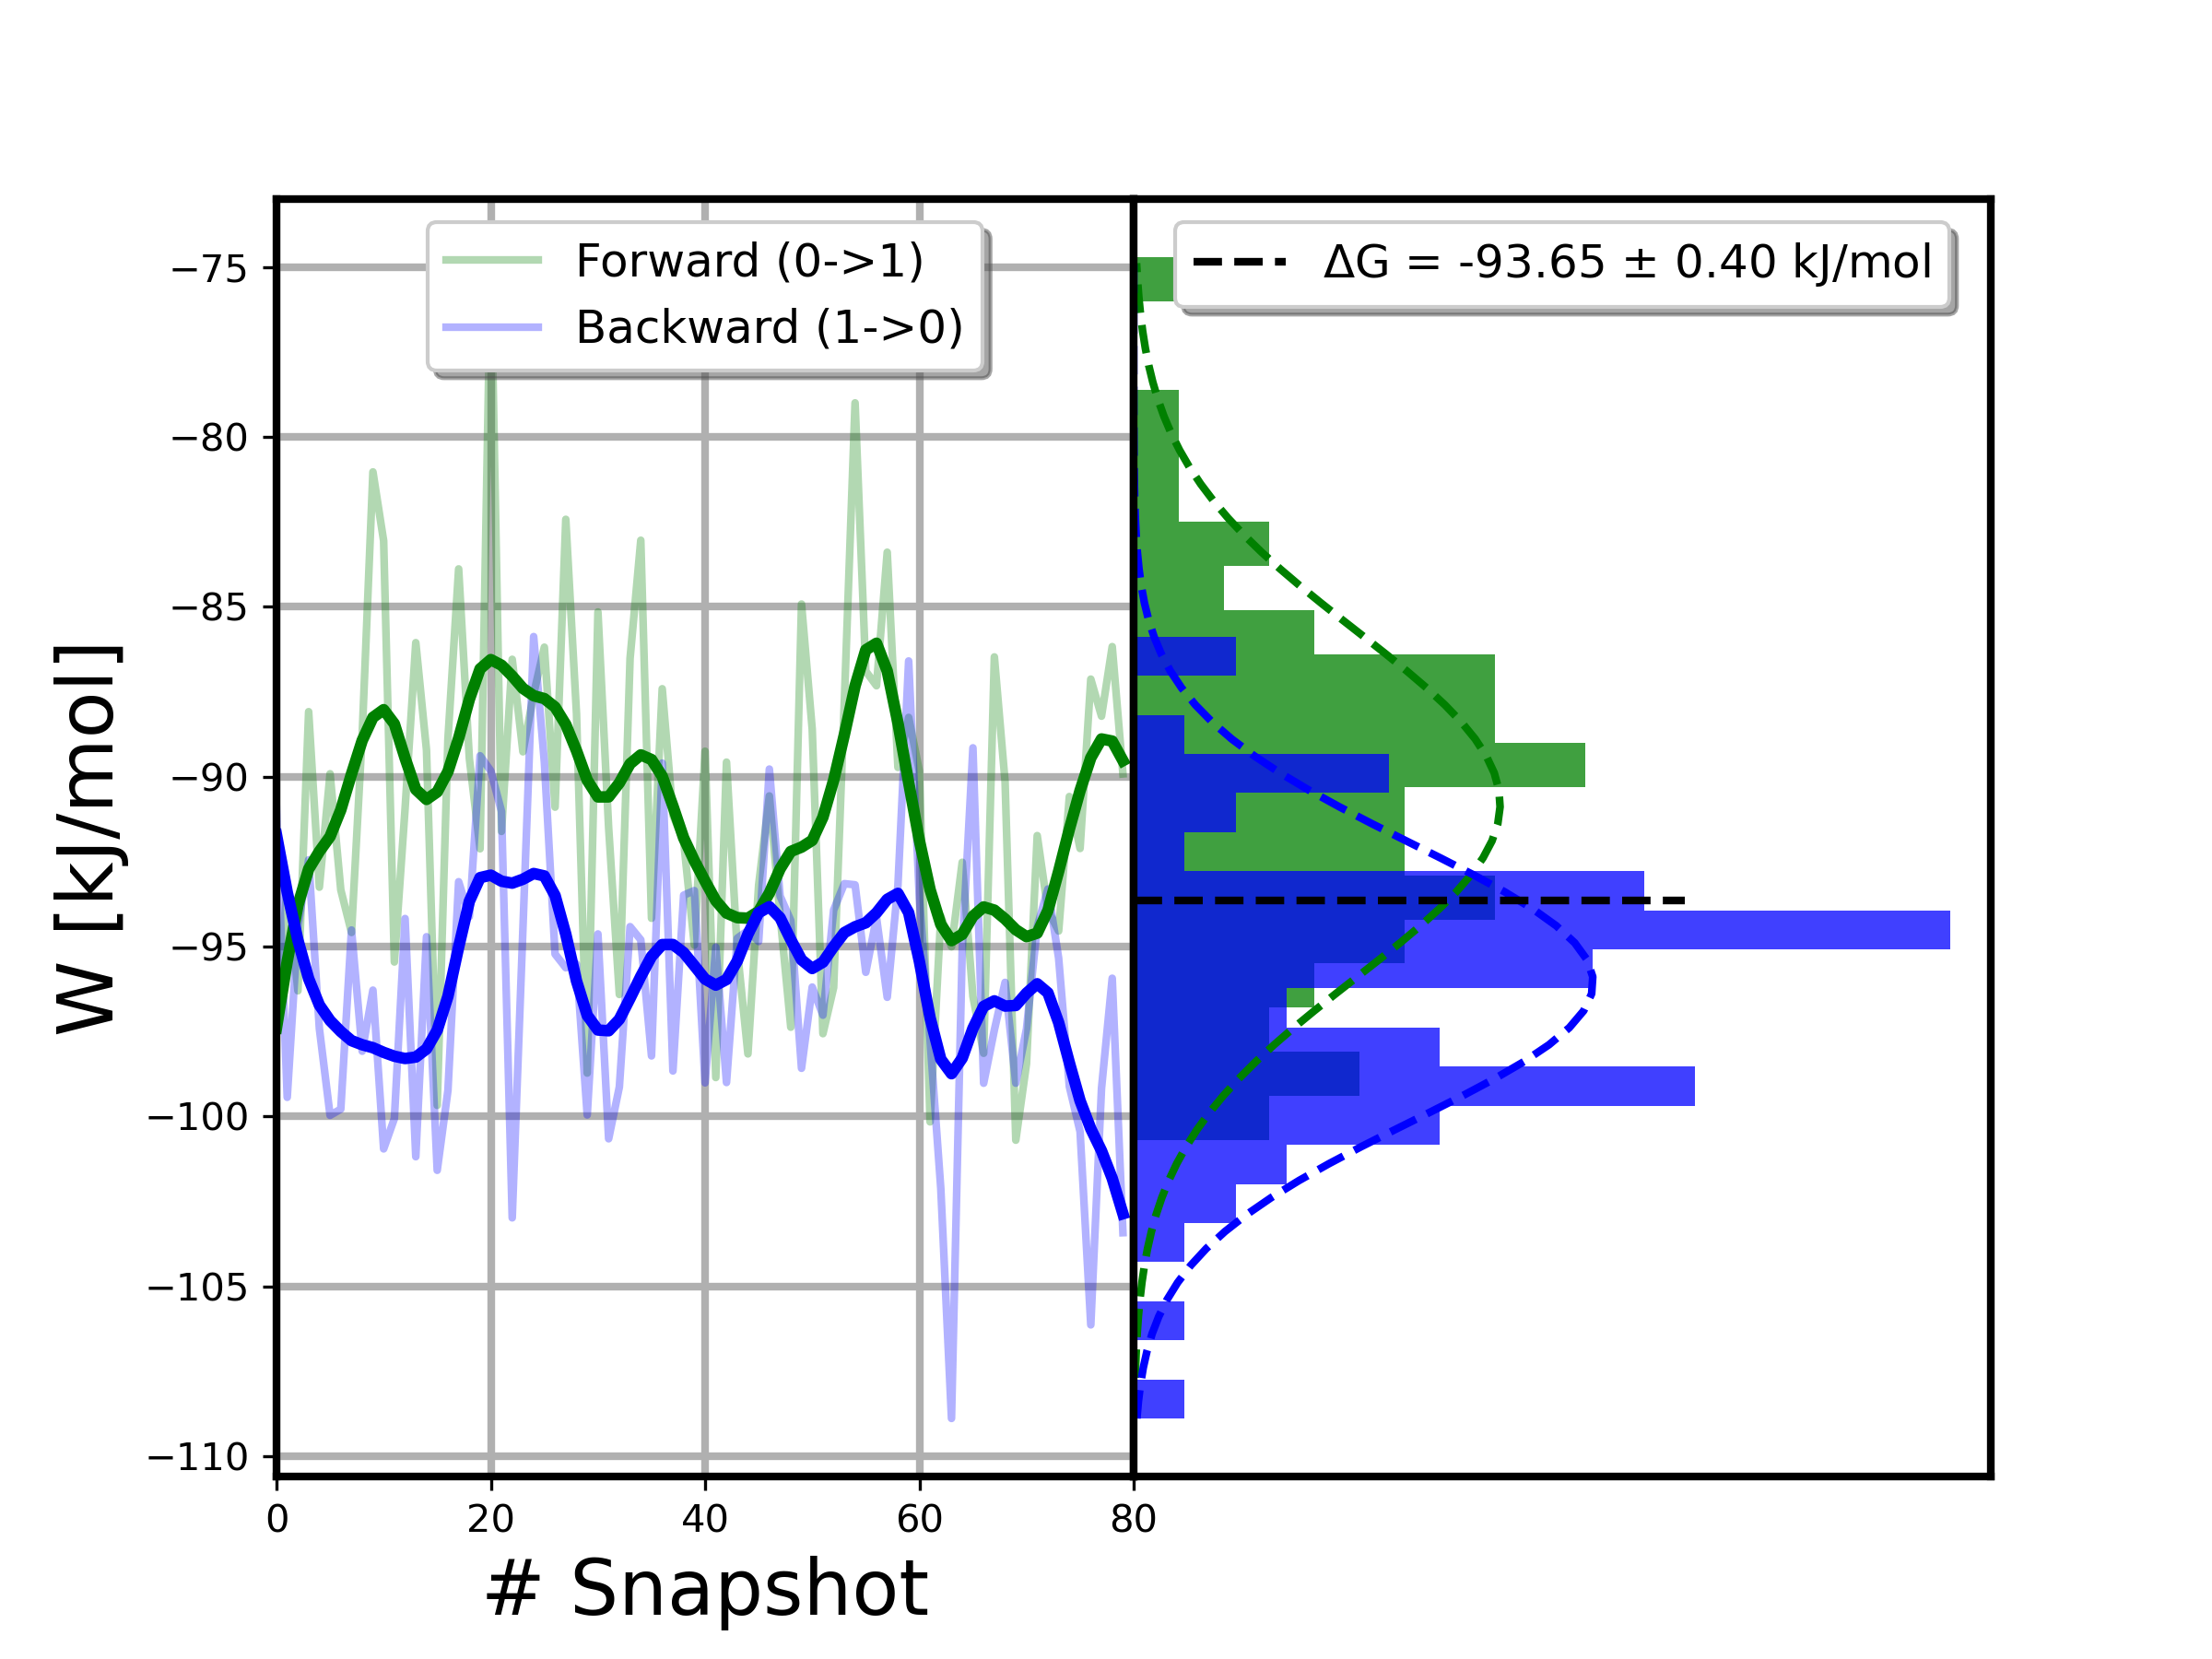 Forward (0->1)
Backward (1->0)
ΔG = -93.65 ± 0.40 kJ/mol
W [kJ/mol]
−75
−80
−85
−90
−95
−100
−105
−110
0 20 40 60 80
# Snapshot